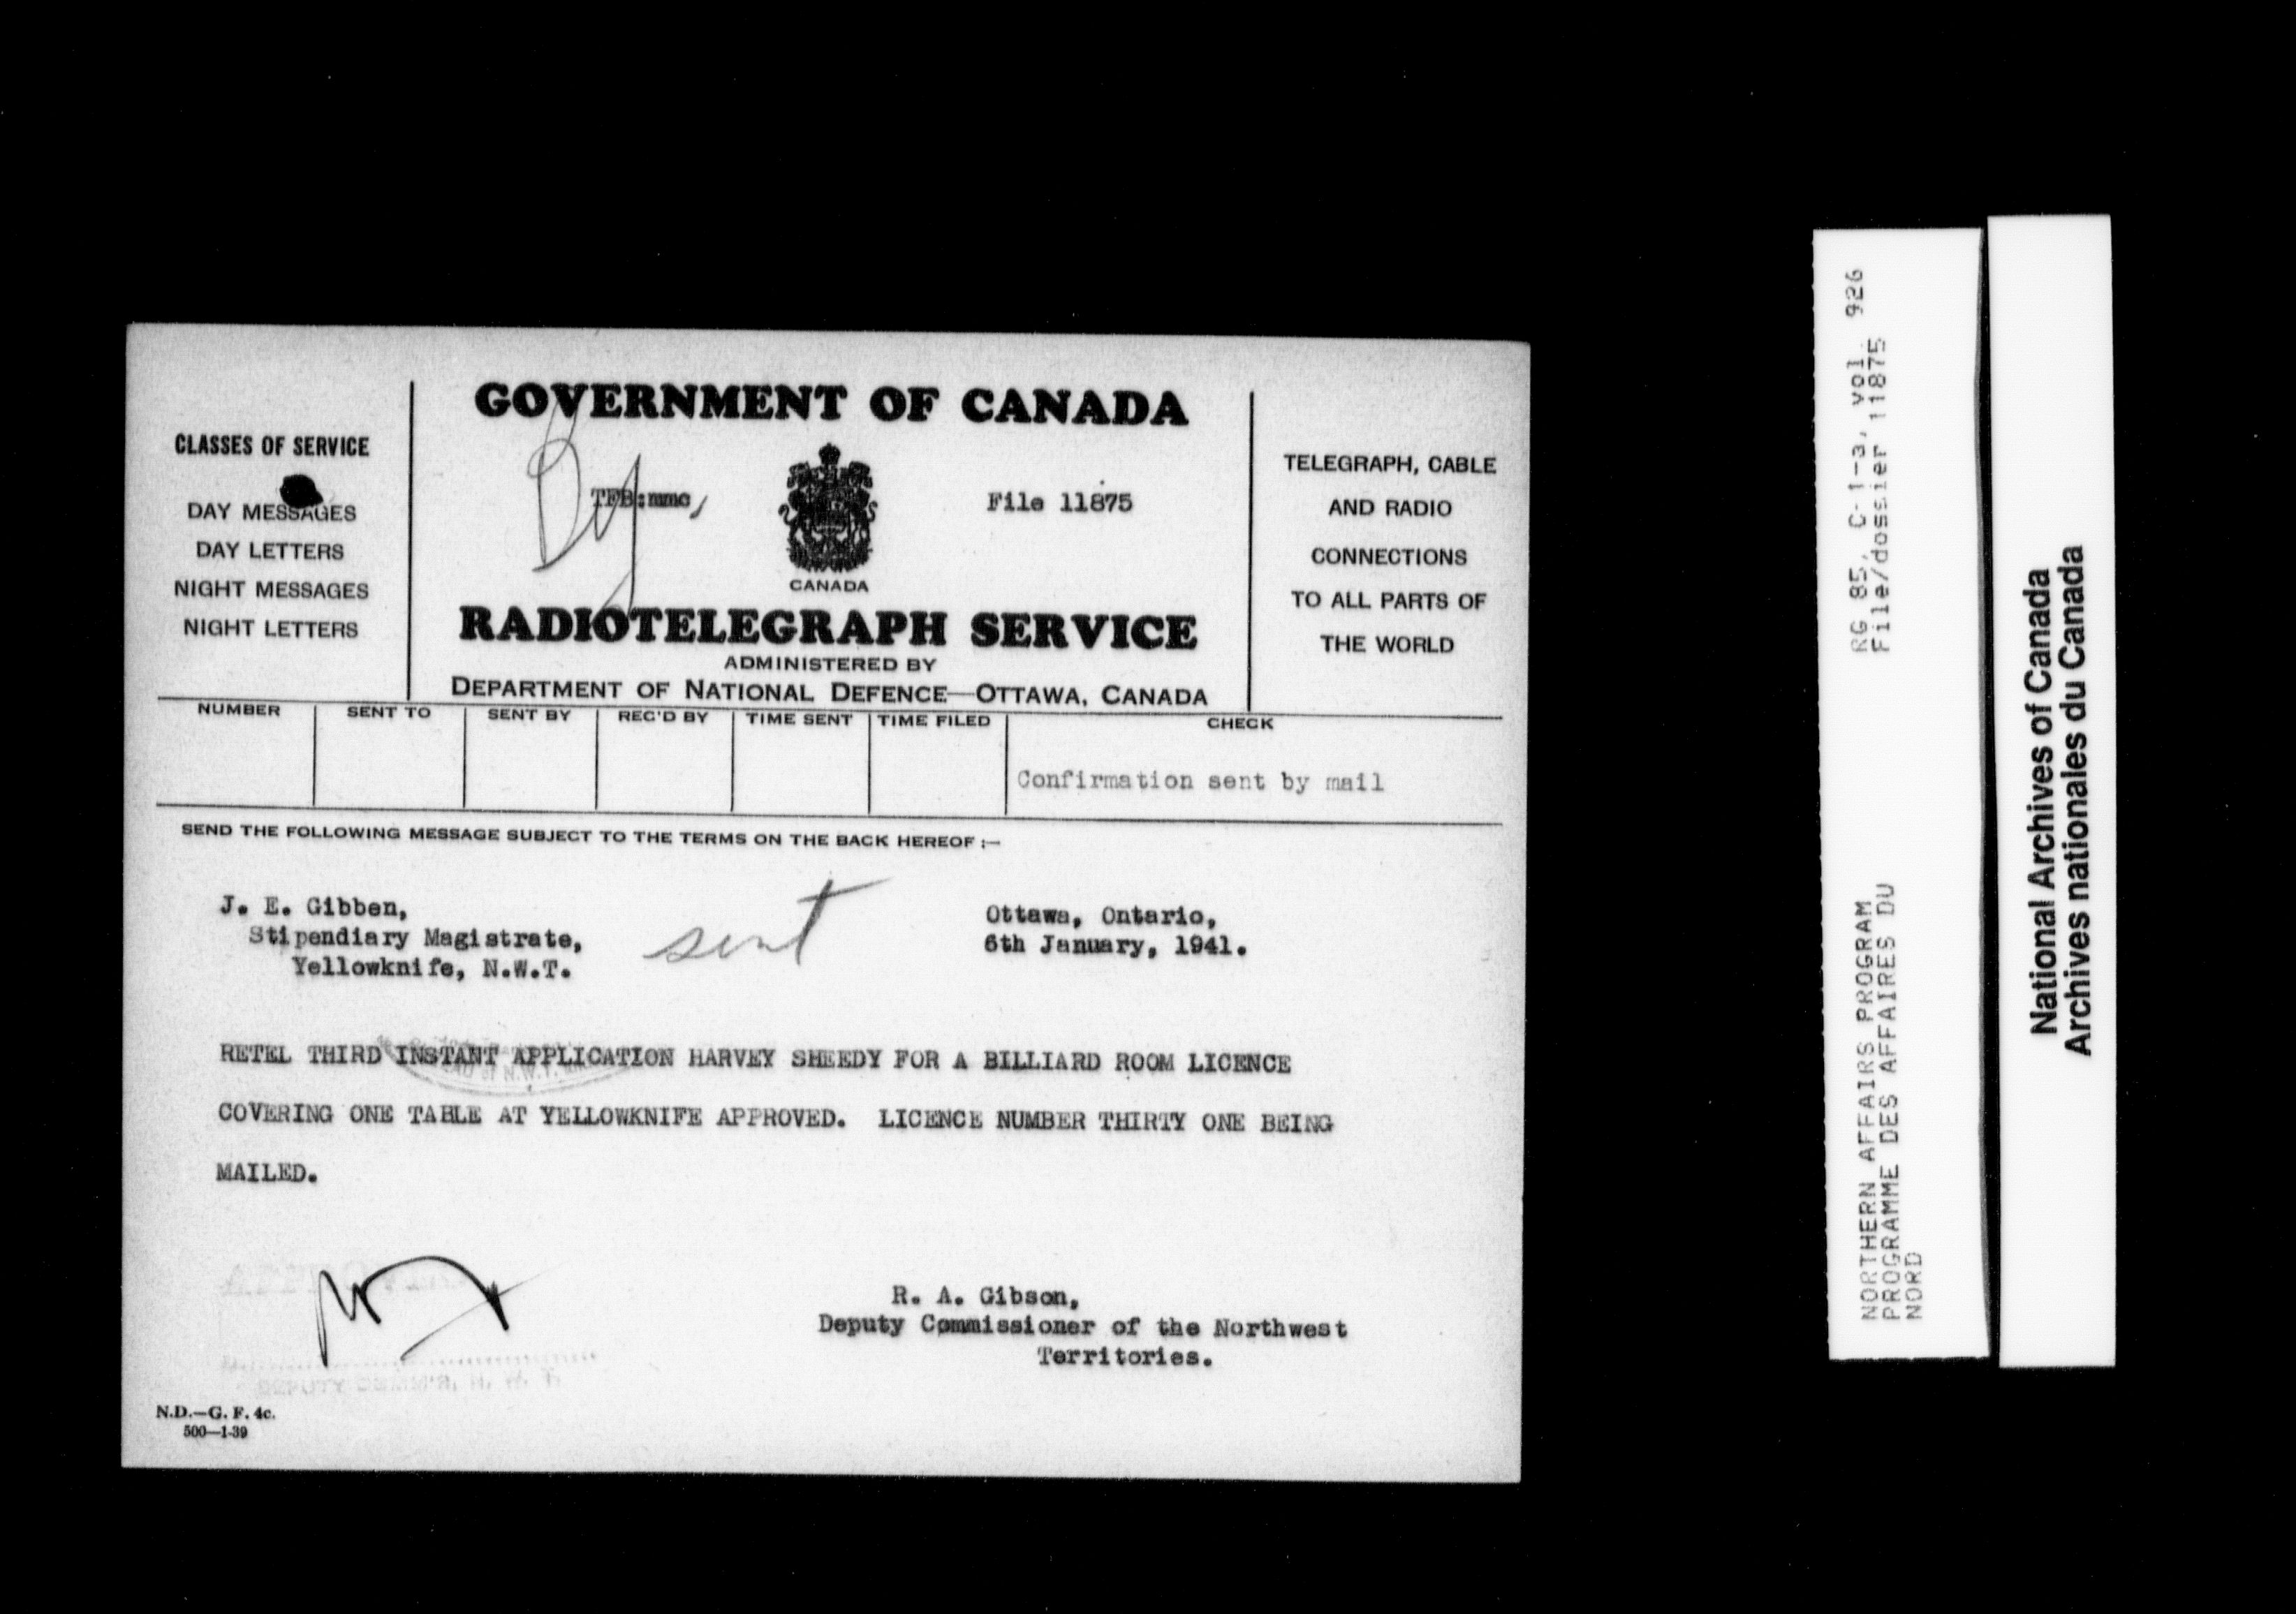 GOVERNMENT OF CANADA
CLASSES OF SERVICE
DAY MESSAGES
DAY LETTERS
NIGHT MESSAGES
NIGHT LETTERS
TFB:mmc
File 11875
CANADA
RADIOTELEGRAPH SERVICE
ADMINISTERED BY
DEPARTMENT OF NATIONAL DEFENCE—OTTAWA, CANADA
TELEGRAPH, CABLE
AND RADIO
CONNECTIONS
TO ALL PARTS OF
THE WORLD
NUMBER SENT TO SENT BY REC'D BY TIME SENT TIME FILED CHECK
Confirmation sent by mail
SEND THE FOLLOWING MESSAGE SUBJECT TO THE TERMS ON THE BACK HEREOF :—
J. E. Gibben,
Stipendiary Magistrate,
Yellowknife, N.W.T.
sent
Ottawa, Ontario,
6th January, 1941.
RETEL THIRD INSTANT APPLICATION HARVEY SHEEDY FOR A BILLIARD ROOM LICENCE
COVERING ONE TABLE AT YELLOWKNIFE APPROVED. LICENCE NUMBER THIRTY ONE BEING
MAILED.
R. A. Gibson,
Deputy Commissioner of the Northwest
Territories.
N.D.—G. F. 4c.
500—1-39
RG 85, C-1-a, vol. 926
File/dossier 11875
NORTHERN AFFAIRS PROGRAM
PROGRAMME DES AFFAIRES DU
NORD
National Archives of Canada
Archives nationales du Canada